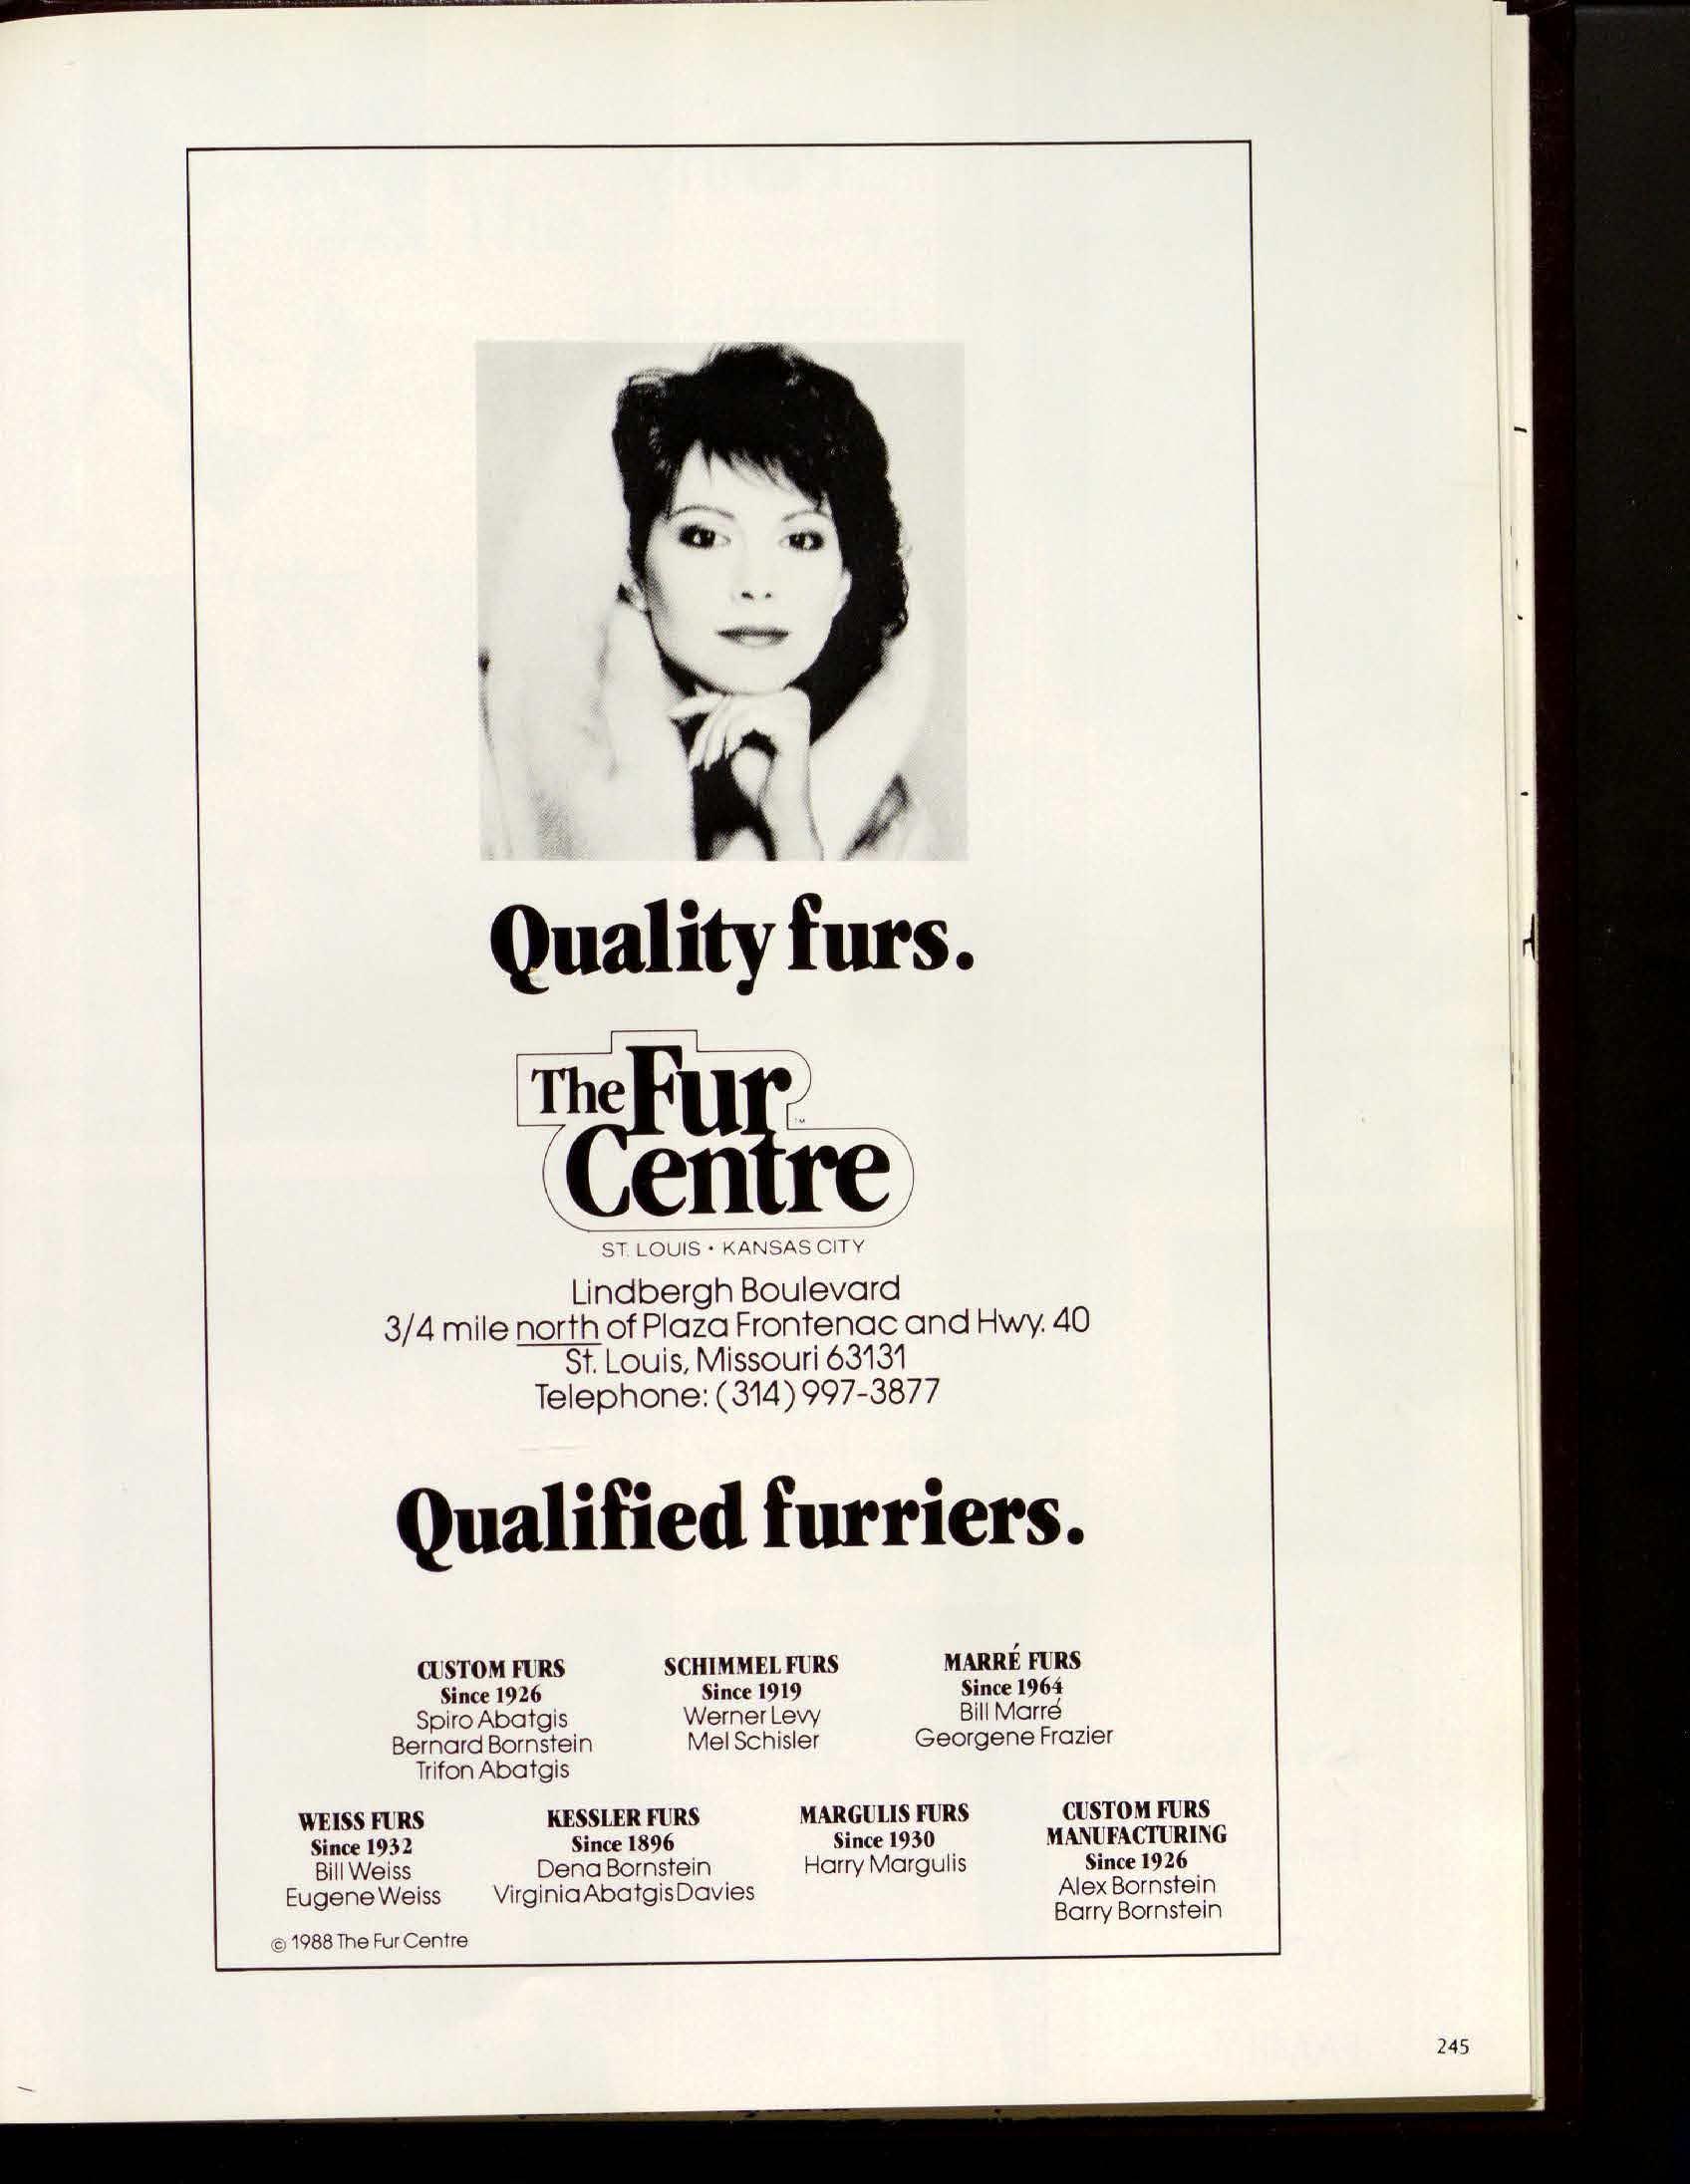 Quality furs.
The Fur
Centre
™
ST. LOUIS • KANSAS CITY
Lindbergh Boulevard
3/4 mile north of Plaza Frontenac and Hwy. 40
St. Louis, Missouri 63131
Telephone: (314) 997-3877
Qualified furriers.
CUSTOM FURS
Since 1926
Spiro Abatgis
Bernard Bornstein
Trifon Abatgis
SCHIMMEL FURS
Since 1919
Werner Levy
Mel Schisler
MARRÉ FURS
Since 1964
Bill Marré
Georgene Frazier
WEISS FURS
Since 1932
Bill Weiss
Eugene Weiss
KESSLER FURS
Since 1896
Dena Bornstein
Virginia Abatgis Davies
MARGULIS FURS
Since 1930
Harry Margulis
CUSTOM FURS
MANUFACTURING
Since 1926
Alex Bornstein
Barry Bornstein
© 1988 The Fur Centre
245